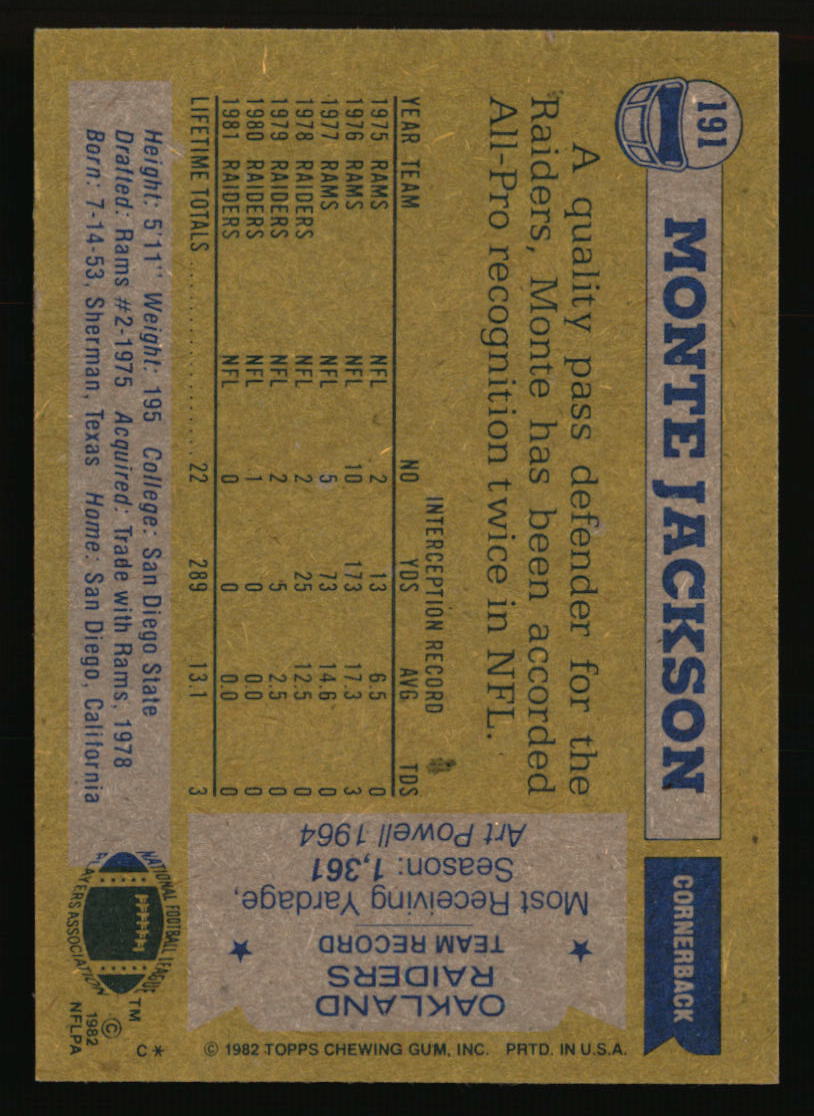 191
MONTE JACKSON
CORNERBACK
A quality pass defender for the
Raiders, Monte has been accorded
All-Pro recognition twice in NFL.
INTERCEPTION RECORD
YEAR TEAM NO YDS AVG TDS
1975 RAMS NFL 2 13 6.5 0
1976 RAMS NFL 10 173 17.3 3
1977 RAMS NFL 5 73 14.6 0
1978 RAIDERS NFL 2 25 12.5 0
1979 RAIDERS NFL 2 5 2.5 0
1980 RAIDERS NFL 1 0 0.0 0
1981 RAIDERS NFL 0 0 0.0 0
LIFETIME TOTALS 22 289 13.1 3
Height: 5'11" Weight: 195 College: San Diego State
Drafted: Rams #2-1975 Acquired: Trade with Rams, 1978
Born: 7-14-53, Sherman, Texas Home: San Diego, California
OAKLAND
RAIDERS
TEAM RECORD
Most Receiving Yardage,
Season: 1,361
Art Powell 1964
NATIONAL FOOTBALL LEAGUE
AYERS ASSOCIATION
TM
© 1982 NFLPA
C*
© 1982 TOPPS CHEWING GUM, INC. PRTD. IN U.S.A.